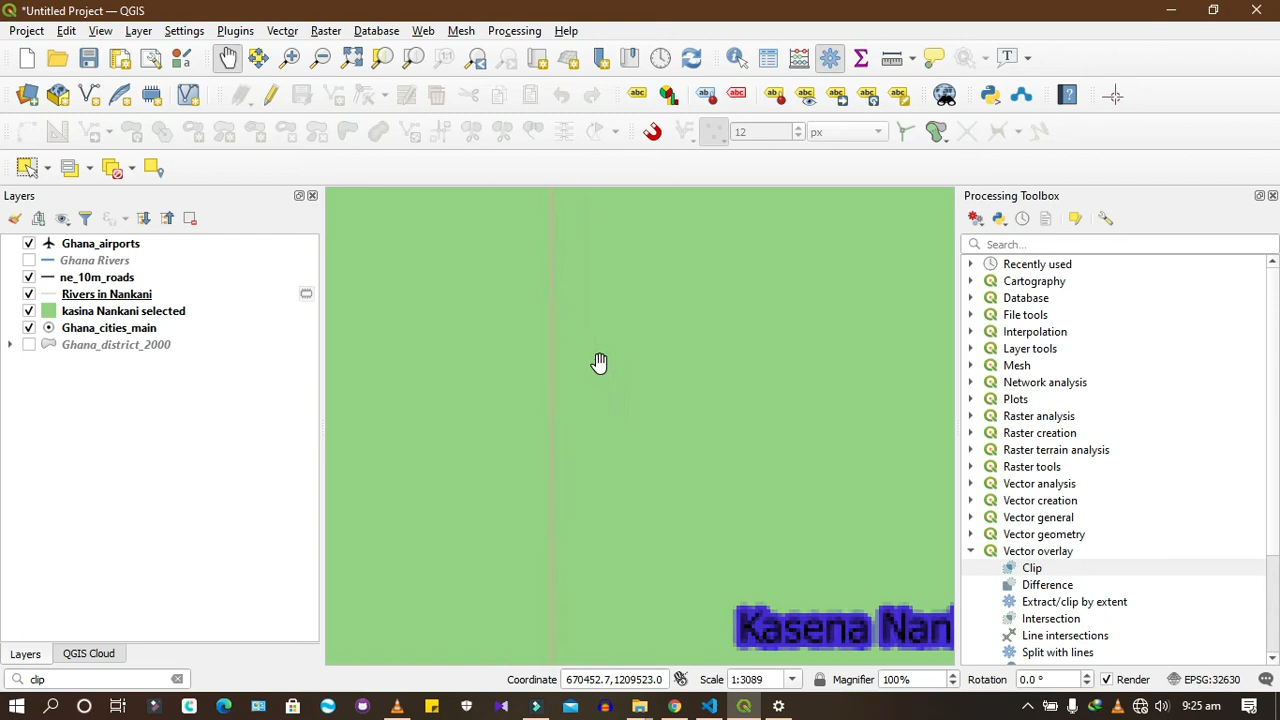 *Untitled Project — QGIS
Project Edit View Layer Settings Plugins Vector Raster Database Web Mesh Processing Help
12 px
Layers
Processing Toolbox
Search...
Ghana_airports
Ghana Rivers
ne_10m_roads
Rivers in Nankani
kasina Nankani selected
Ghana_cities_main
Ghana_district_2000
Kasena Nan
Recently used
Cartography
Database
File tools
Interpolation
Layer tools
Mesh
Network analysis
Plots
Raster analysis
Raster creation
Raster terrain analysis
Raster tools
Vector analysis
Vector creation
Vector general
Vector geometry
Vector overlay
Clip
Difference
Extract/clip by extent
Intersection
Line intersections
Split with lines
Layers QGIS Cloud
clip
Coordinate 670452.7,1209523.0 Scale 1:3089 Magnifier 100% Rotation 0.0 ° Render EPSG:32630
9:25 am